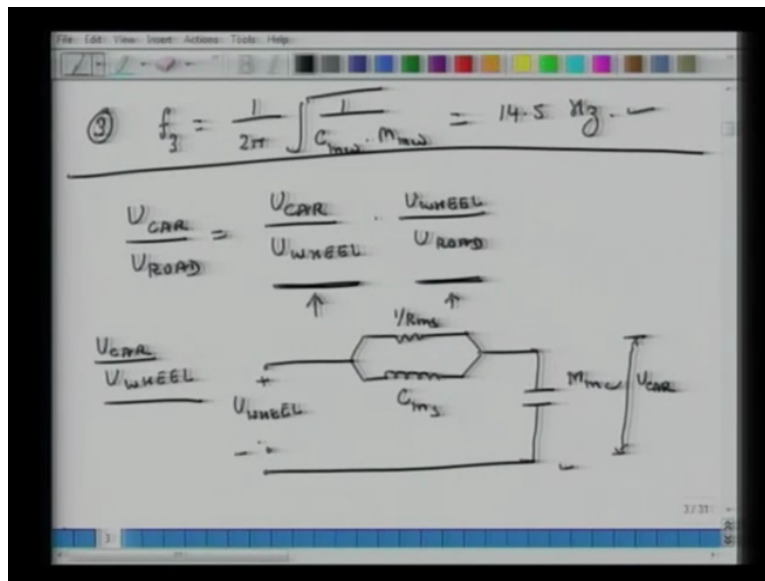 File Edit View Insert Actions Tools Help
③ f₃ = 1/2π √(1/(Cmw · Mmw)) = 14.5 Hz.
UCAR/UROAD = UCAR/UWHEEL · UWHEEL/UROAD
1/Rms
UCAR/UWHEEL
UWHEEL
+
-
Cms
Mmc
UCAR
3 / 31
3